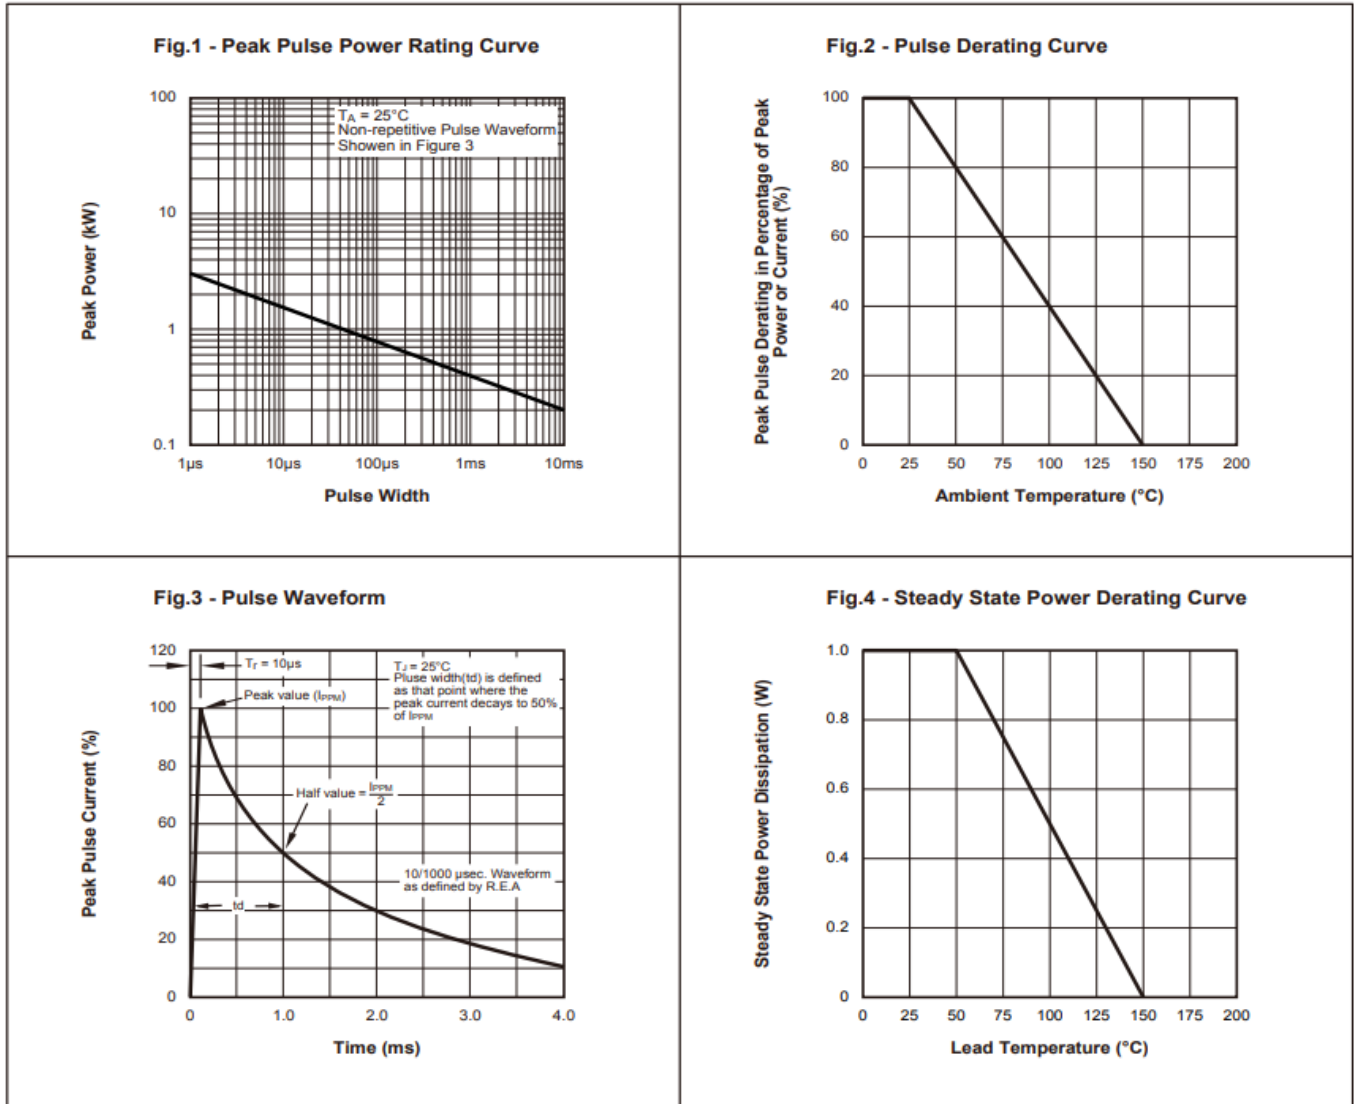 Fig.1 - Peak Pulse Power Rating Curve
100
10
1
0.1
Peak Power (kW)
TA = 25°C
Non-repetitive Pulse Waveform
Showen in Figure 3
1µs 10µs 100µs 1ms 10ms
Pulse Width
Fig.2 - Pulse Derating Curve
Peak Pulse Derating in Percentage of Peak
Power or Current (%)
100
80
60
40
20
0
0 25 50 75 100 125 150 175 200
Ambient Temperature (°C)
Fig.3 - Pulse Waveform
Peak Pulse Current (%)
120
100
80
60
40
20
0
Tr = 10µs
Peak value (IPPM)
TJ = 25°C
Pluse width(td) is defined
as that point where the
peak current decays to 50%
of IPPM
Half value = IPPM
2
10/1000 µsec. Waveform
as defined by R.E.A
td
0 1.0 2.0 3.0 4.0
Time (ms)
Fig.4 - Steady State Power Derating Curve
Steady State Power Dissipation (W)
1.0
0.8
0.6
0.4
0.2
0
0 25 50 75 100 125 150 175 200
Lead Temperature (°C)